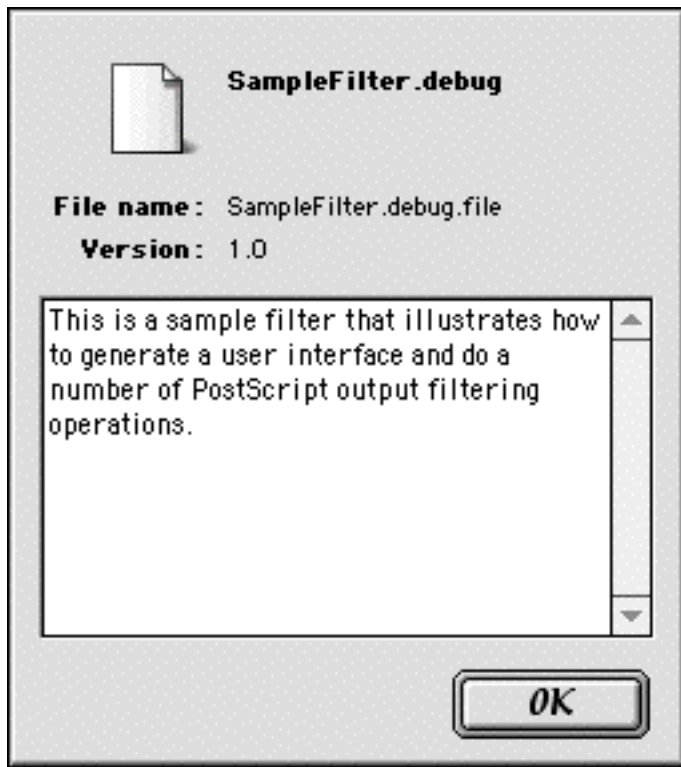 SampleFilter.debug
File name: SampleFilter.debug.file
Version: 1.0
This is a sample filter that illustrates how
to generate a user interface and do a
number of PostScript output filtering
operations.
OK